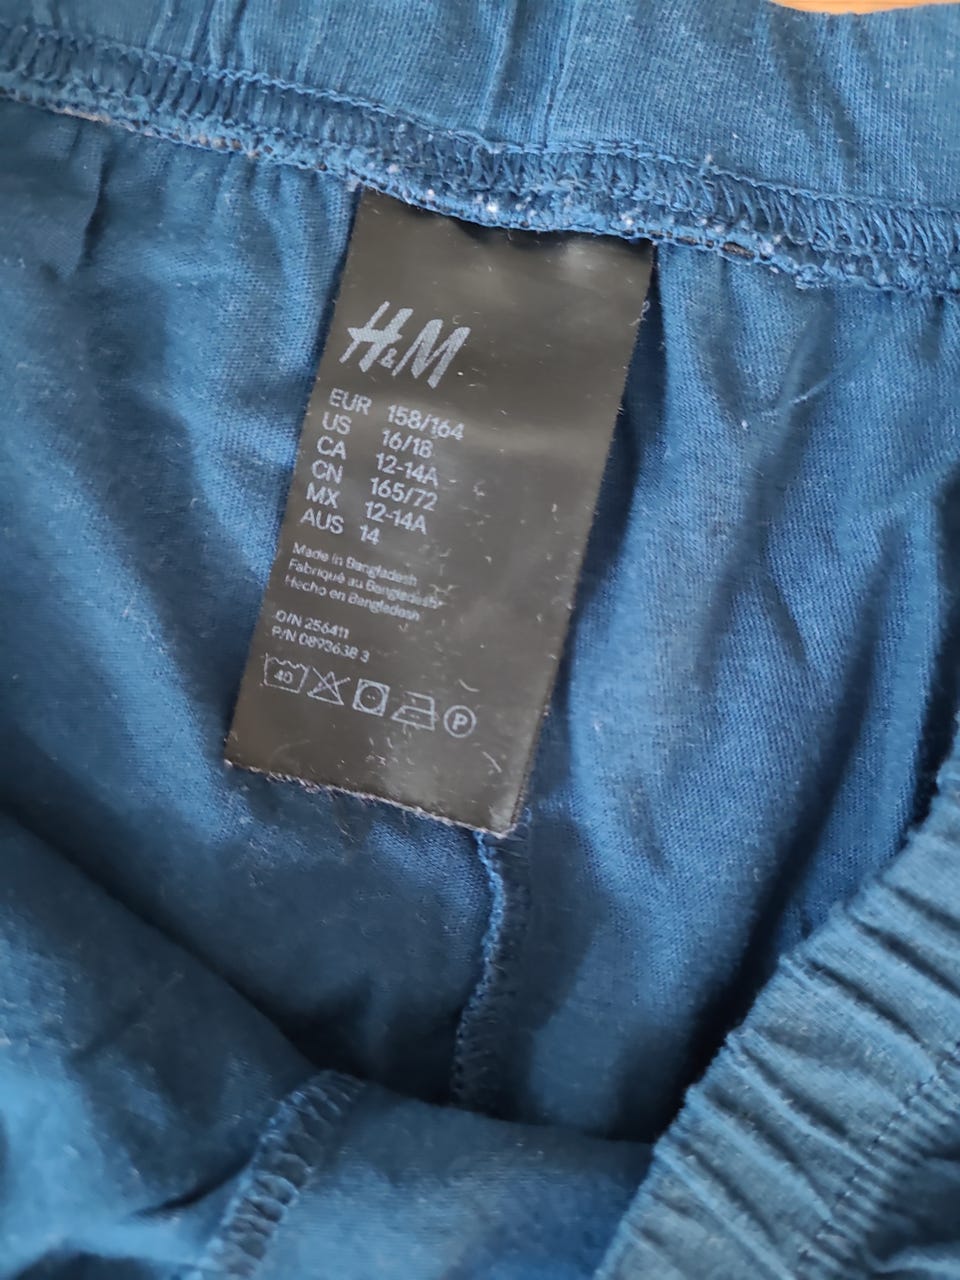 H&M
EUR 158/164
US 16/18
CA 12-14A
CN 165/72
MX 12-14A
AUS 14
Made in Bangladesh
Fabriqué au Bangladesh
Hecho en Bangladesh
O/N 256411
P/N 0893638 3
40
P